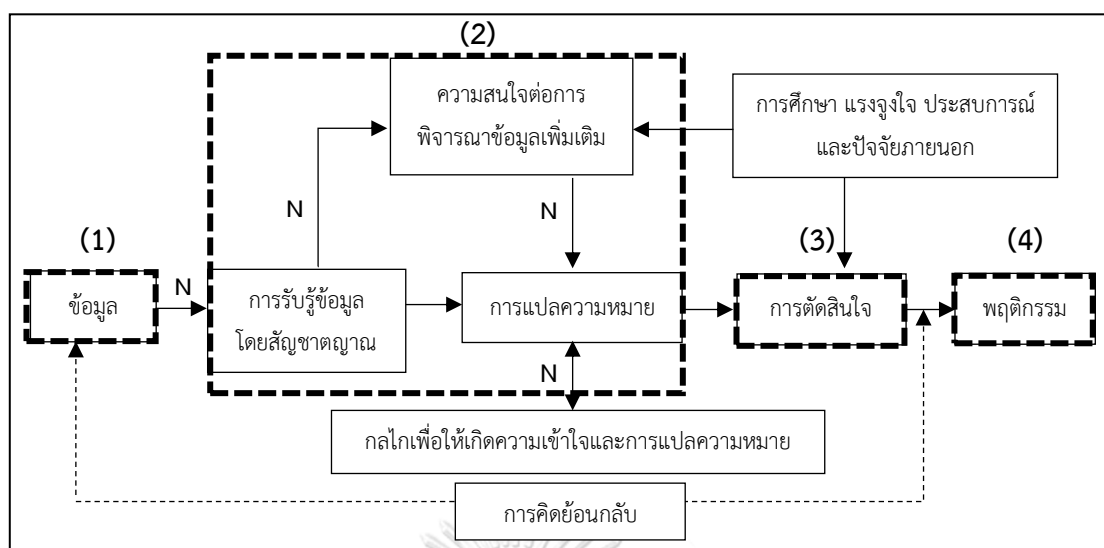 (2)
ความสนใจต่อการ
พิจารณาข้อมูลเพิ่มเติม
การศึกษา แรงจูงใจ ประสบการณ์
และปัจจัยภายนอก
N
N
(1)
(3)
(4)
ข้อมูล
N
การรับรู้ข้อมูล
โดยสัญชาตญาณ
การแปลความหมาย
การตัดสินใจ
พฤติกรรม
N
กลไกเพื่อให้เกิดความเข้าใจและการแปลความหมาย
การคิดย้อนกลับ